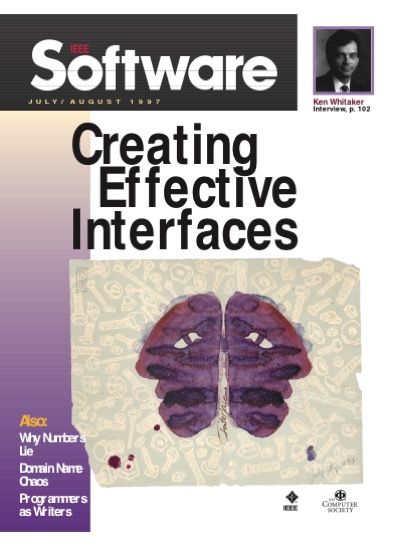 IEEE
Software
JULY/AUGUST 1997
Ken Whitaker
Interview, p. 102
Creating
Effective
Interfaces
Interfaces
Also:
Why Numbers
Lie
Domain Name
Chaos
Programmers
as Writers
IEEE
COMPUTER
SOCIETY